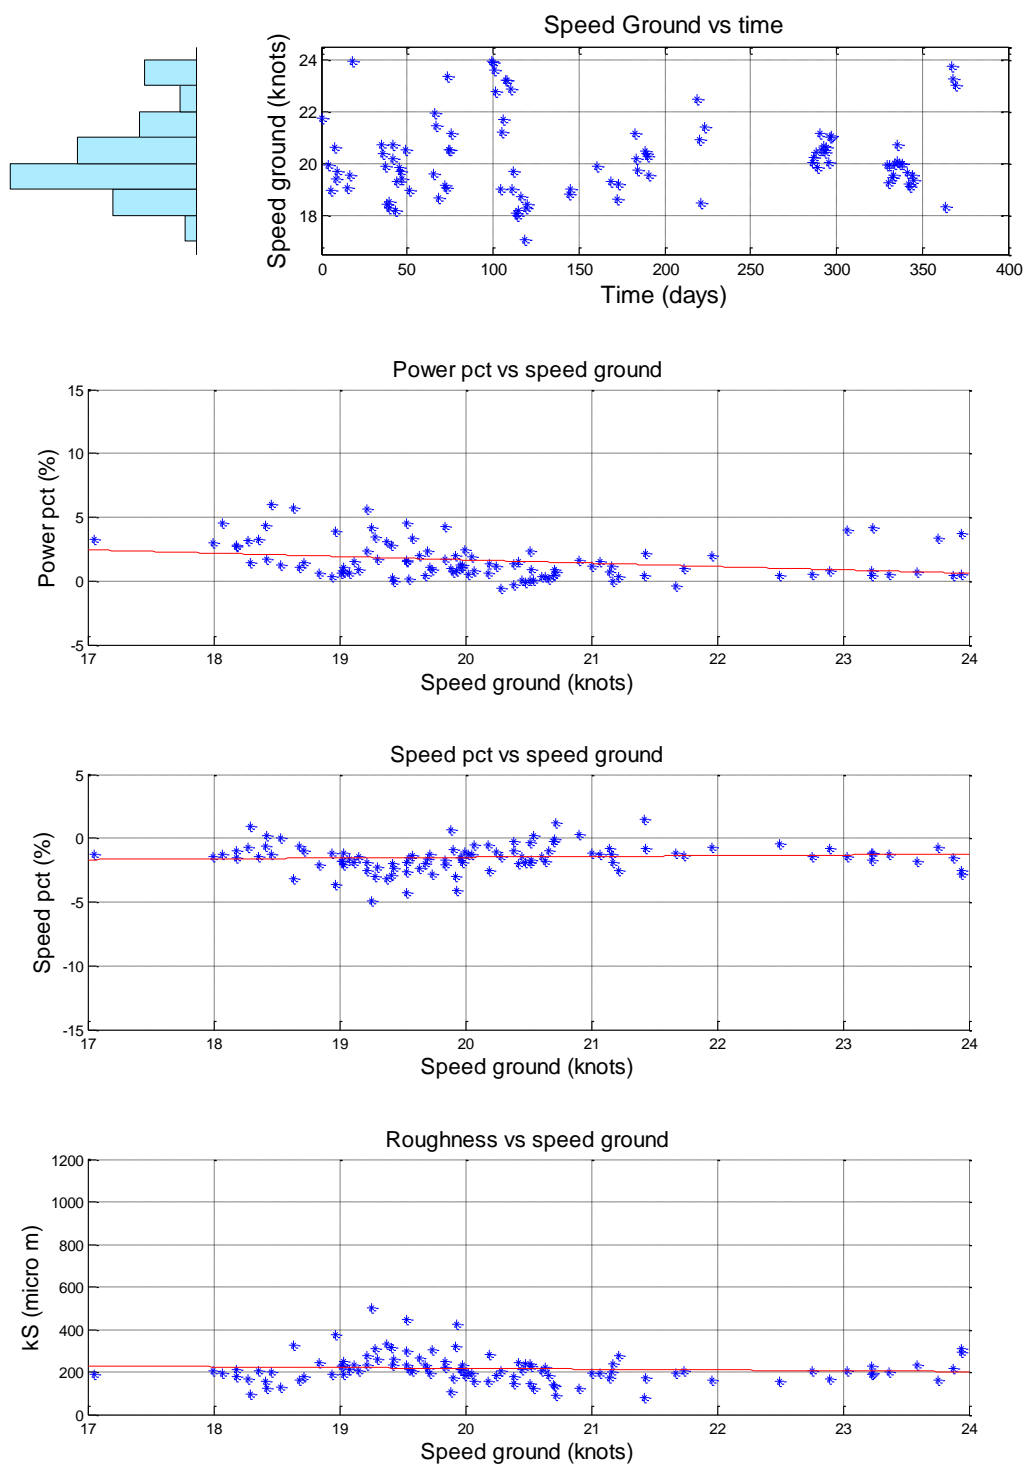 Speed Ground vs time
Speed ground (knots)
24
22
20
18
0 50 100 150 200 250 300 350 400
Time (days)
Power pct vs speed ground
Power pct (%)
15
10
5
0
-5
17 18 19 20 21 22 23 24
Speed ground (knots)
Speed pct vs speed ground
Speed pct (%)
5
0
-5
-10
-15
17 18 19 20 21 22 23 24
Speed ground (knots)
Roughness vs speed ground
kS (micro m)
1200
1000
800
600
400
200
0
17 18 19 20 21 22 23 24
Speed ground (knots)